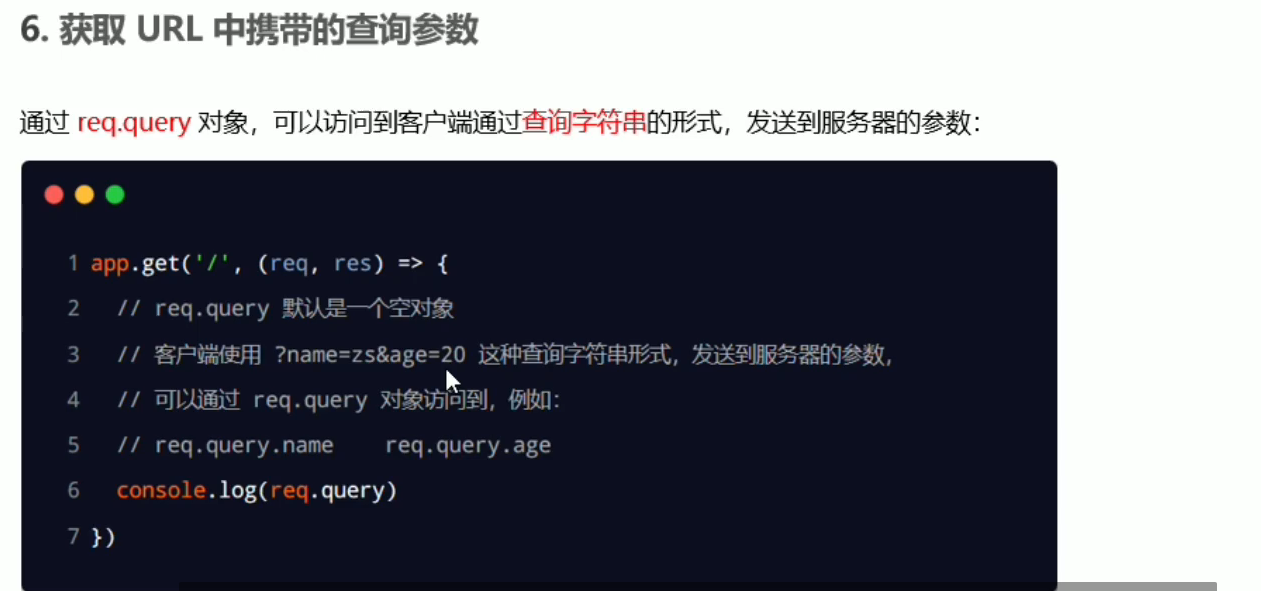 6. 获取 URL 中携带的查询参数
通过 req.query 对象，可以访问到客户端通过查询字符串的形式，发送到服务器的参数：
1 app.get('/', (req, res) => {
2 // req.query 默认是一个空对象
3 // 客户端使用 ?name=zs&age=20 这种查询字符串形式，发送到服务器的参数，
4 // 可以通过 req.query 对象访问到，例如：
5 // req.query.name    req.query.age
6 console.log(req.query)
7 })